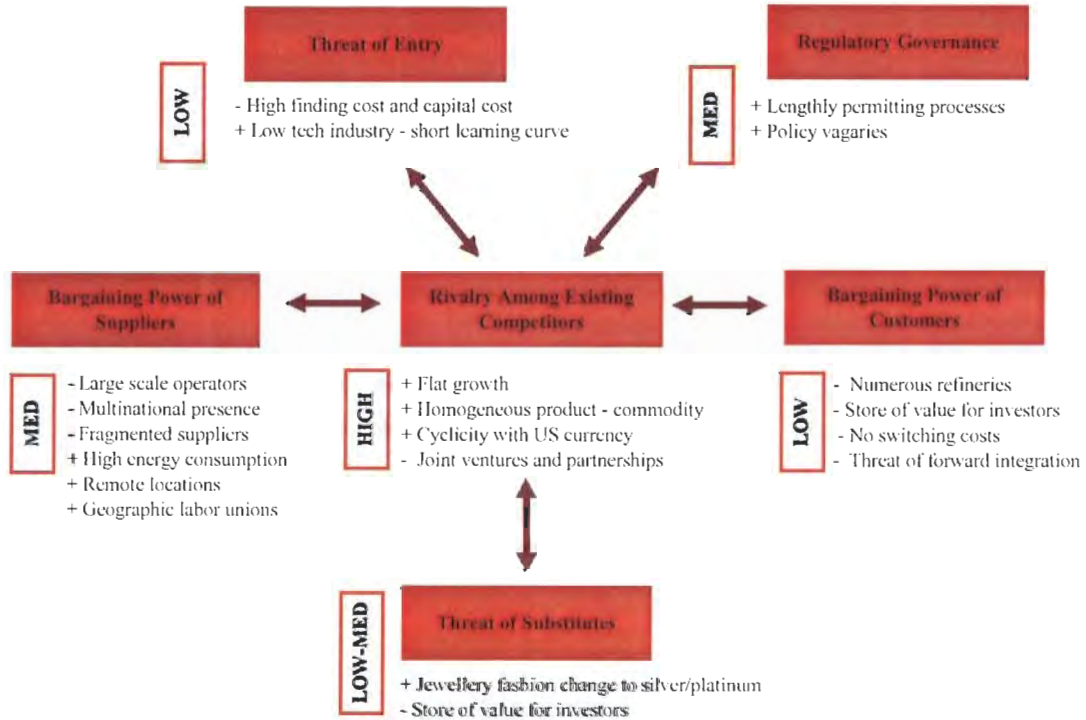 Threat of Entry
LOW
- High finding cost and capital cost
+ Low tech industry - short learning curve
Regulatory Governance
MED
+ Lengthly permitting processes
+ Policy vagaries
Bargaining Power of
Suppliers
MED
- Large scale operators
- Multinational presence
- Fragmented suppliers
+ High energy consumption
+ Remote locations
+ Geographic labor unions
Rivalry Among Existing
Competitors
HIGH
+ Flat growth
+ Homogeneous product - commodity
+ Cyclicity with US currency
- Joint ventures and partnerships
Bargaining Power of
Customers
LOW
- Numerous refineries
- Store of value for investors
- No switching costs
- Threat of forward integration
Threat of Substitutes
LOW-MED
+ Jewellery fashion change to silver/platinum
- Store of value for investors